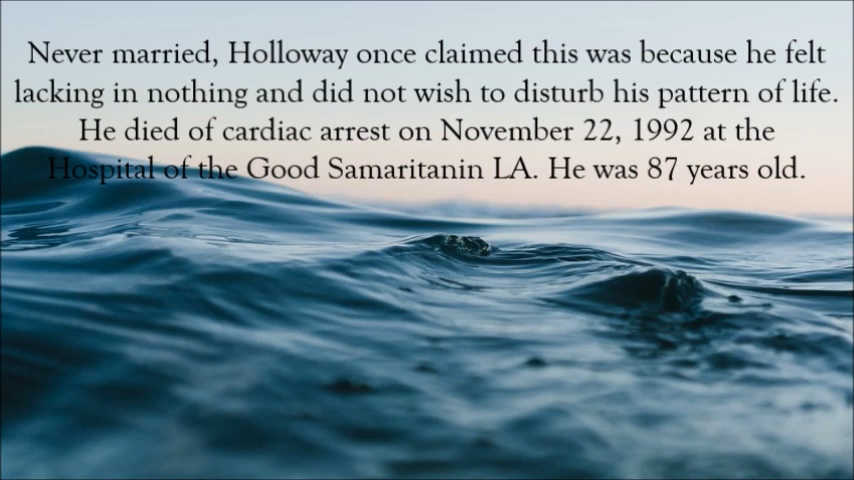 Never married, Holloway once claimed this was because he felt
lacking in nothing and did not wish to disturb his pattern of life.
He died of cardiac arrest on November 22, 1992 at the
Hospital of the Good Samaritanin LA. He was 87 years old.